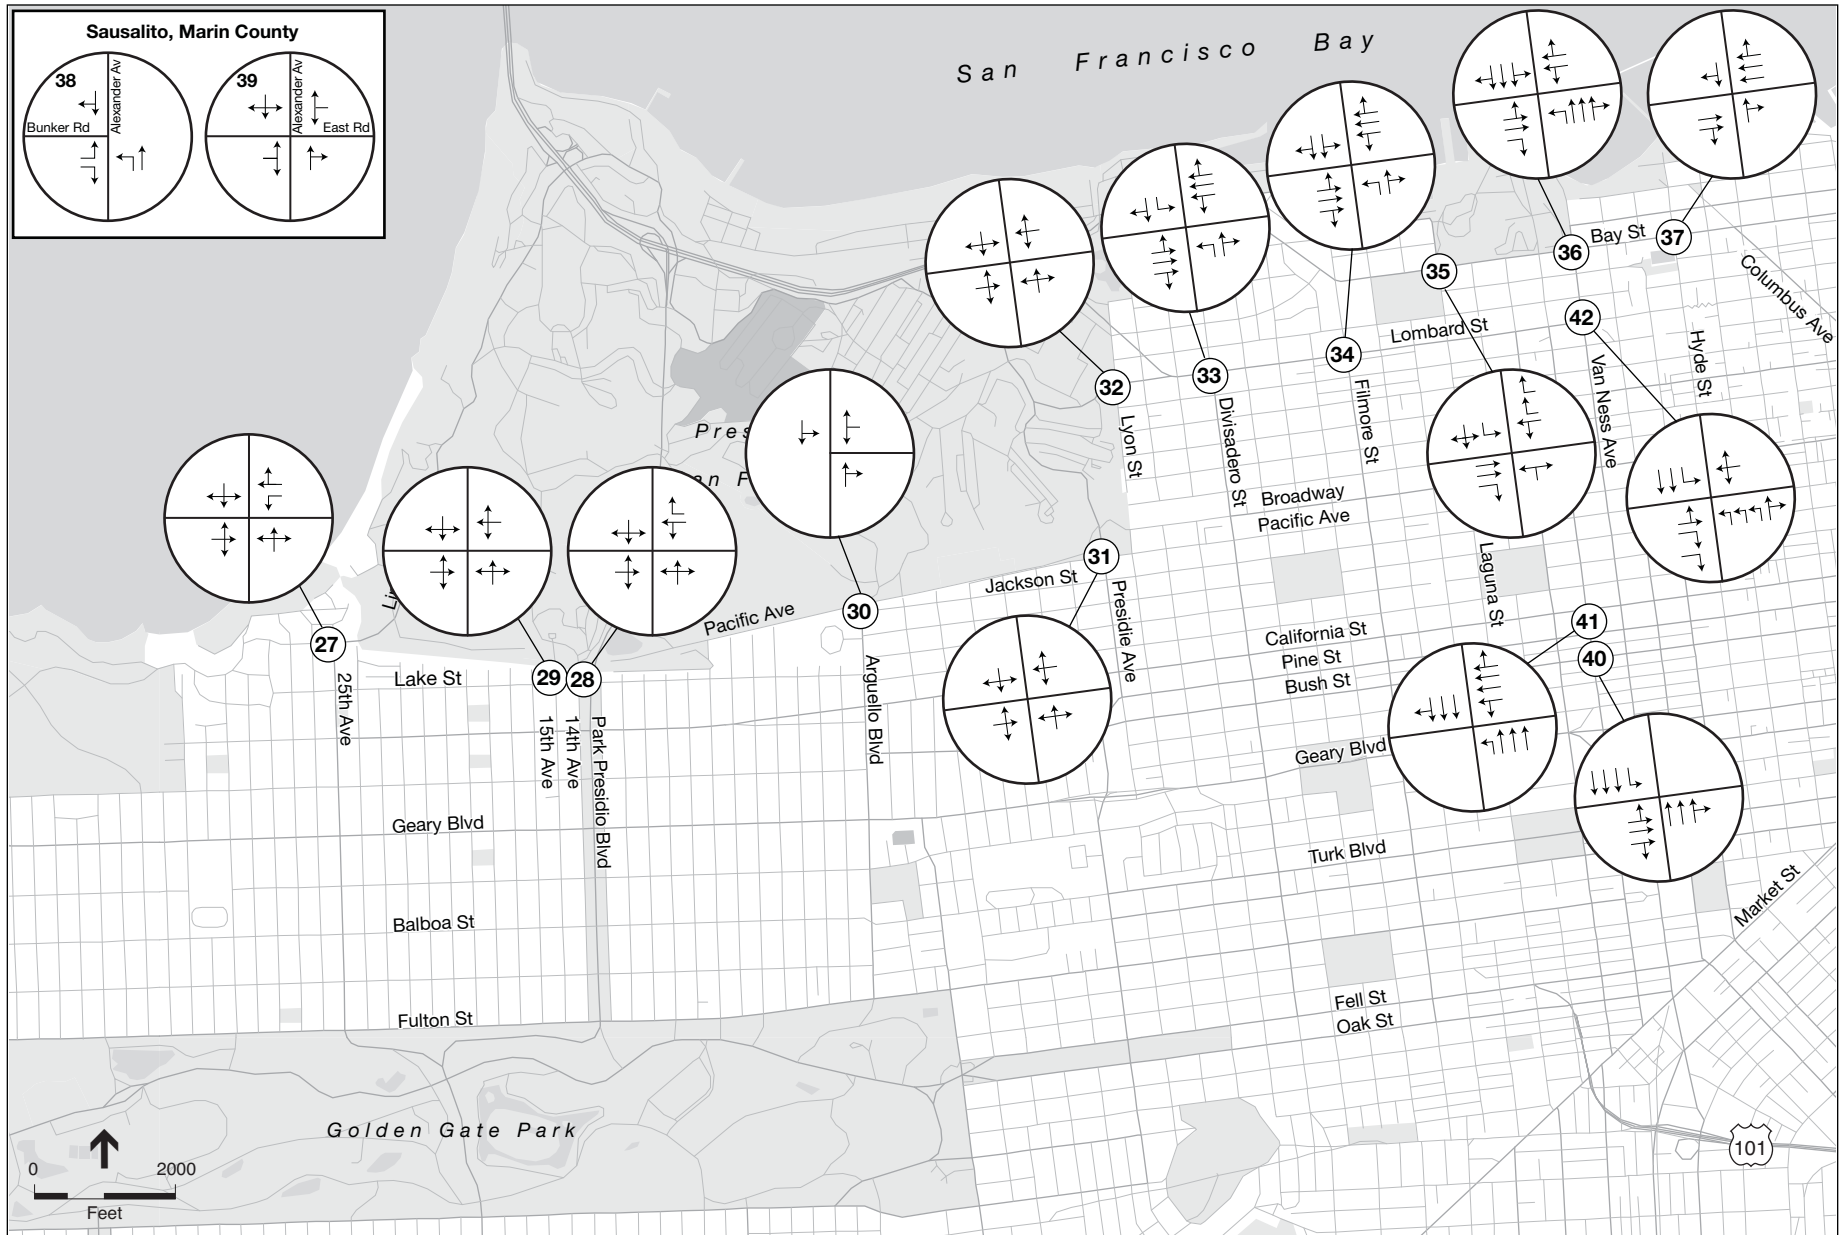 Sausalito, Marin County
38
Alexander Av
Bunker Rd
39
Alexander Av
East Rd
San Francisco Bay
36
Bay St
37
35
Columbus Ave
42
Lombard St
34
Hyde St
33
32
Van Ness Ave
Filmore St
Divisadero St
Lyon St
Pres
Broadway
Pacific Ave
31
Jackson St
Laguna St
Presidie Ave
30
Pacific Ave
41
California St
27
40
Pine St
Lake St
29
28
Bush St
25th Ave
15th Ave
14th Ave
Park Presidio Blvd
Arguello Blvd
Geary Blvd
Geary Blvd
Turk Blvd
Market St
Balboa St
Fell St
Fulton St
Oak St
Golden Gate Park
101
0
2000
Feet